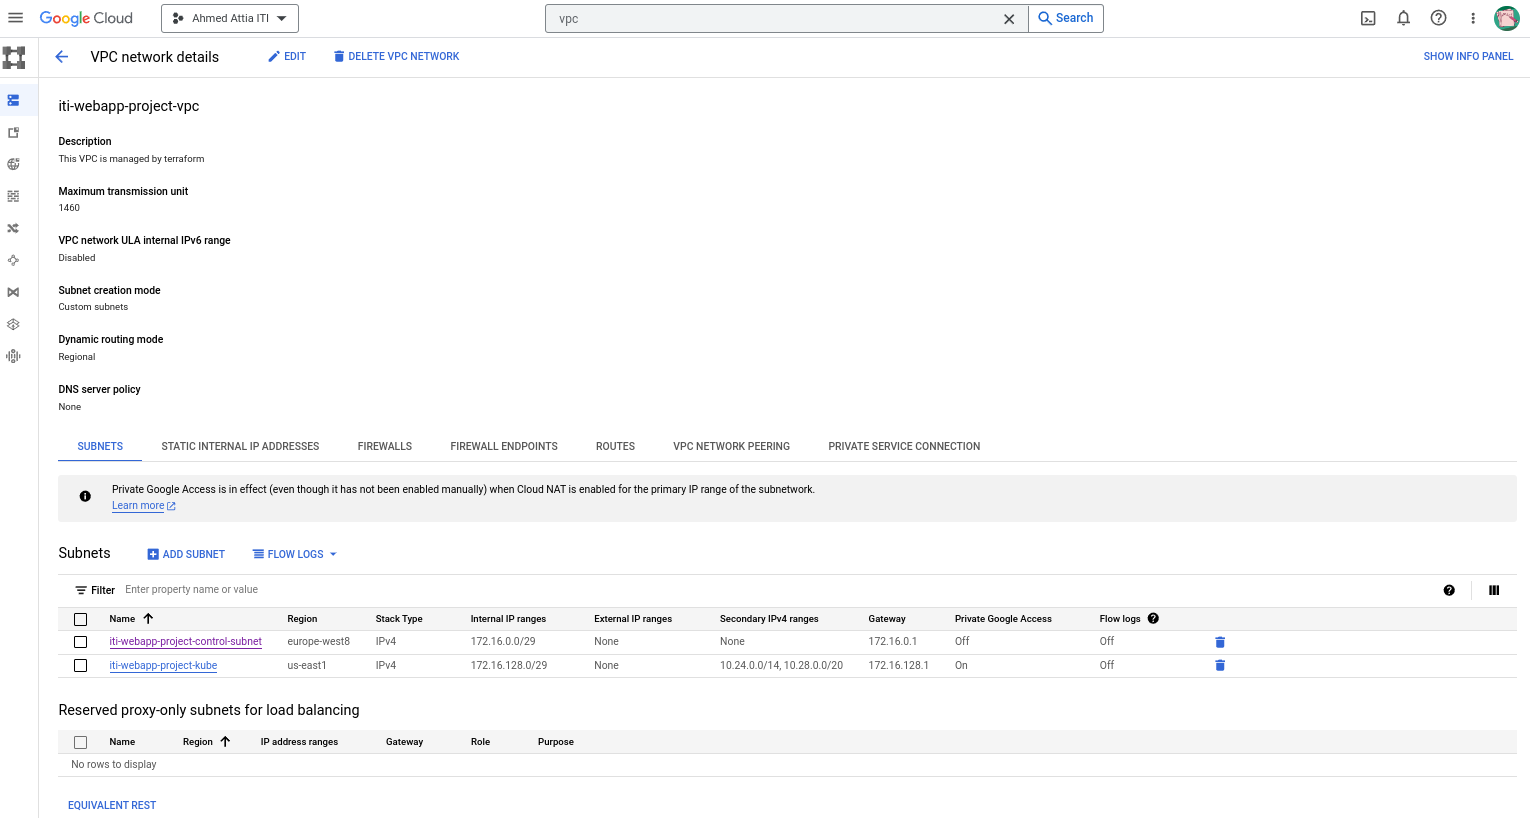 Google Cloud Ahmed Attia ITI vpc Search
VPC network details EDIT DELETE VPC NETWORK SHOW INFO PANEL
iti-webapp-project-vpc
Description
This VPC is managed by terraform
Maximum transmission unit
1460
VPC network ULA internal IPv6 range
Disabled
Subnet creation mode
Custom subnets
Dynamic routing mode
Regional
DNS server policy
None
SUBNETS STATIC INTERNAL IP ADDRESSES FIREWALLS FIREWALL ENDPOINTS ROUTES VPC NETWORK PEERING PRIVATE SERVICE CONNECTION
Private Google Access is in effect (even though it has not been enabled manually) when Cloud NAT is enabled for the primary IP range of the subnetwork.
Learn more
Subnets ADD SUBNET FLOW LOGS
Filter Enter property name or value
Name Region Stack Type Internal IP ranges External IP ranges Secondary IPv4 ranges Gateway Private Google Access Flow logs
iti-webapp-project-control-subnet europe-west8 IPv4 172.16.0.0/29 None None 172.16.0.1 Off Off
iti-webapp-project-kube us-east1 IPv4 172.16.128.0/29 None 10.24.0.0/14, 10.28.0.0/20 172.16.128.1 On Off
Reserved proxy-only subnets for load balancing
Name Region IP address ranges Gateway Role Purpose
No rows to display
EQUIVALENT REST